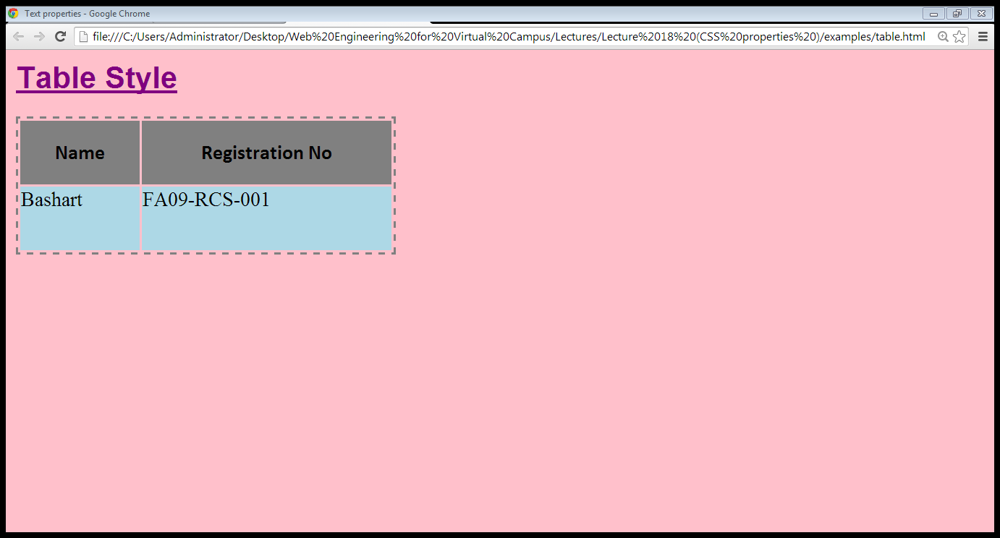 Text properties - Google Chrome
file:///C:/Users/Administrator/Desktop/Web%20Engineering%20for%20Virtual%20Campus/Lectures/Lecture%2018%20(CSS%20properties%20)/examples/table.html
Table Style
Name Registration No
Bashart FA09-RCS-001